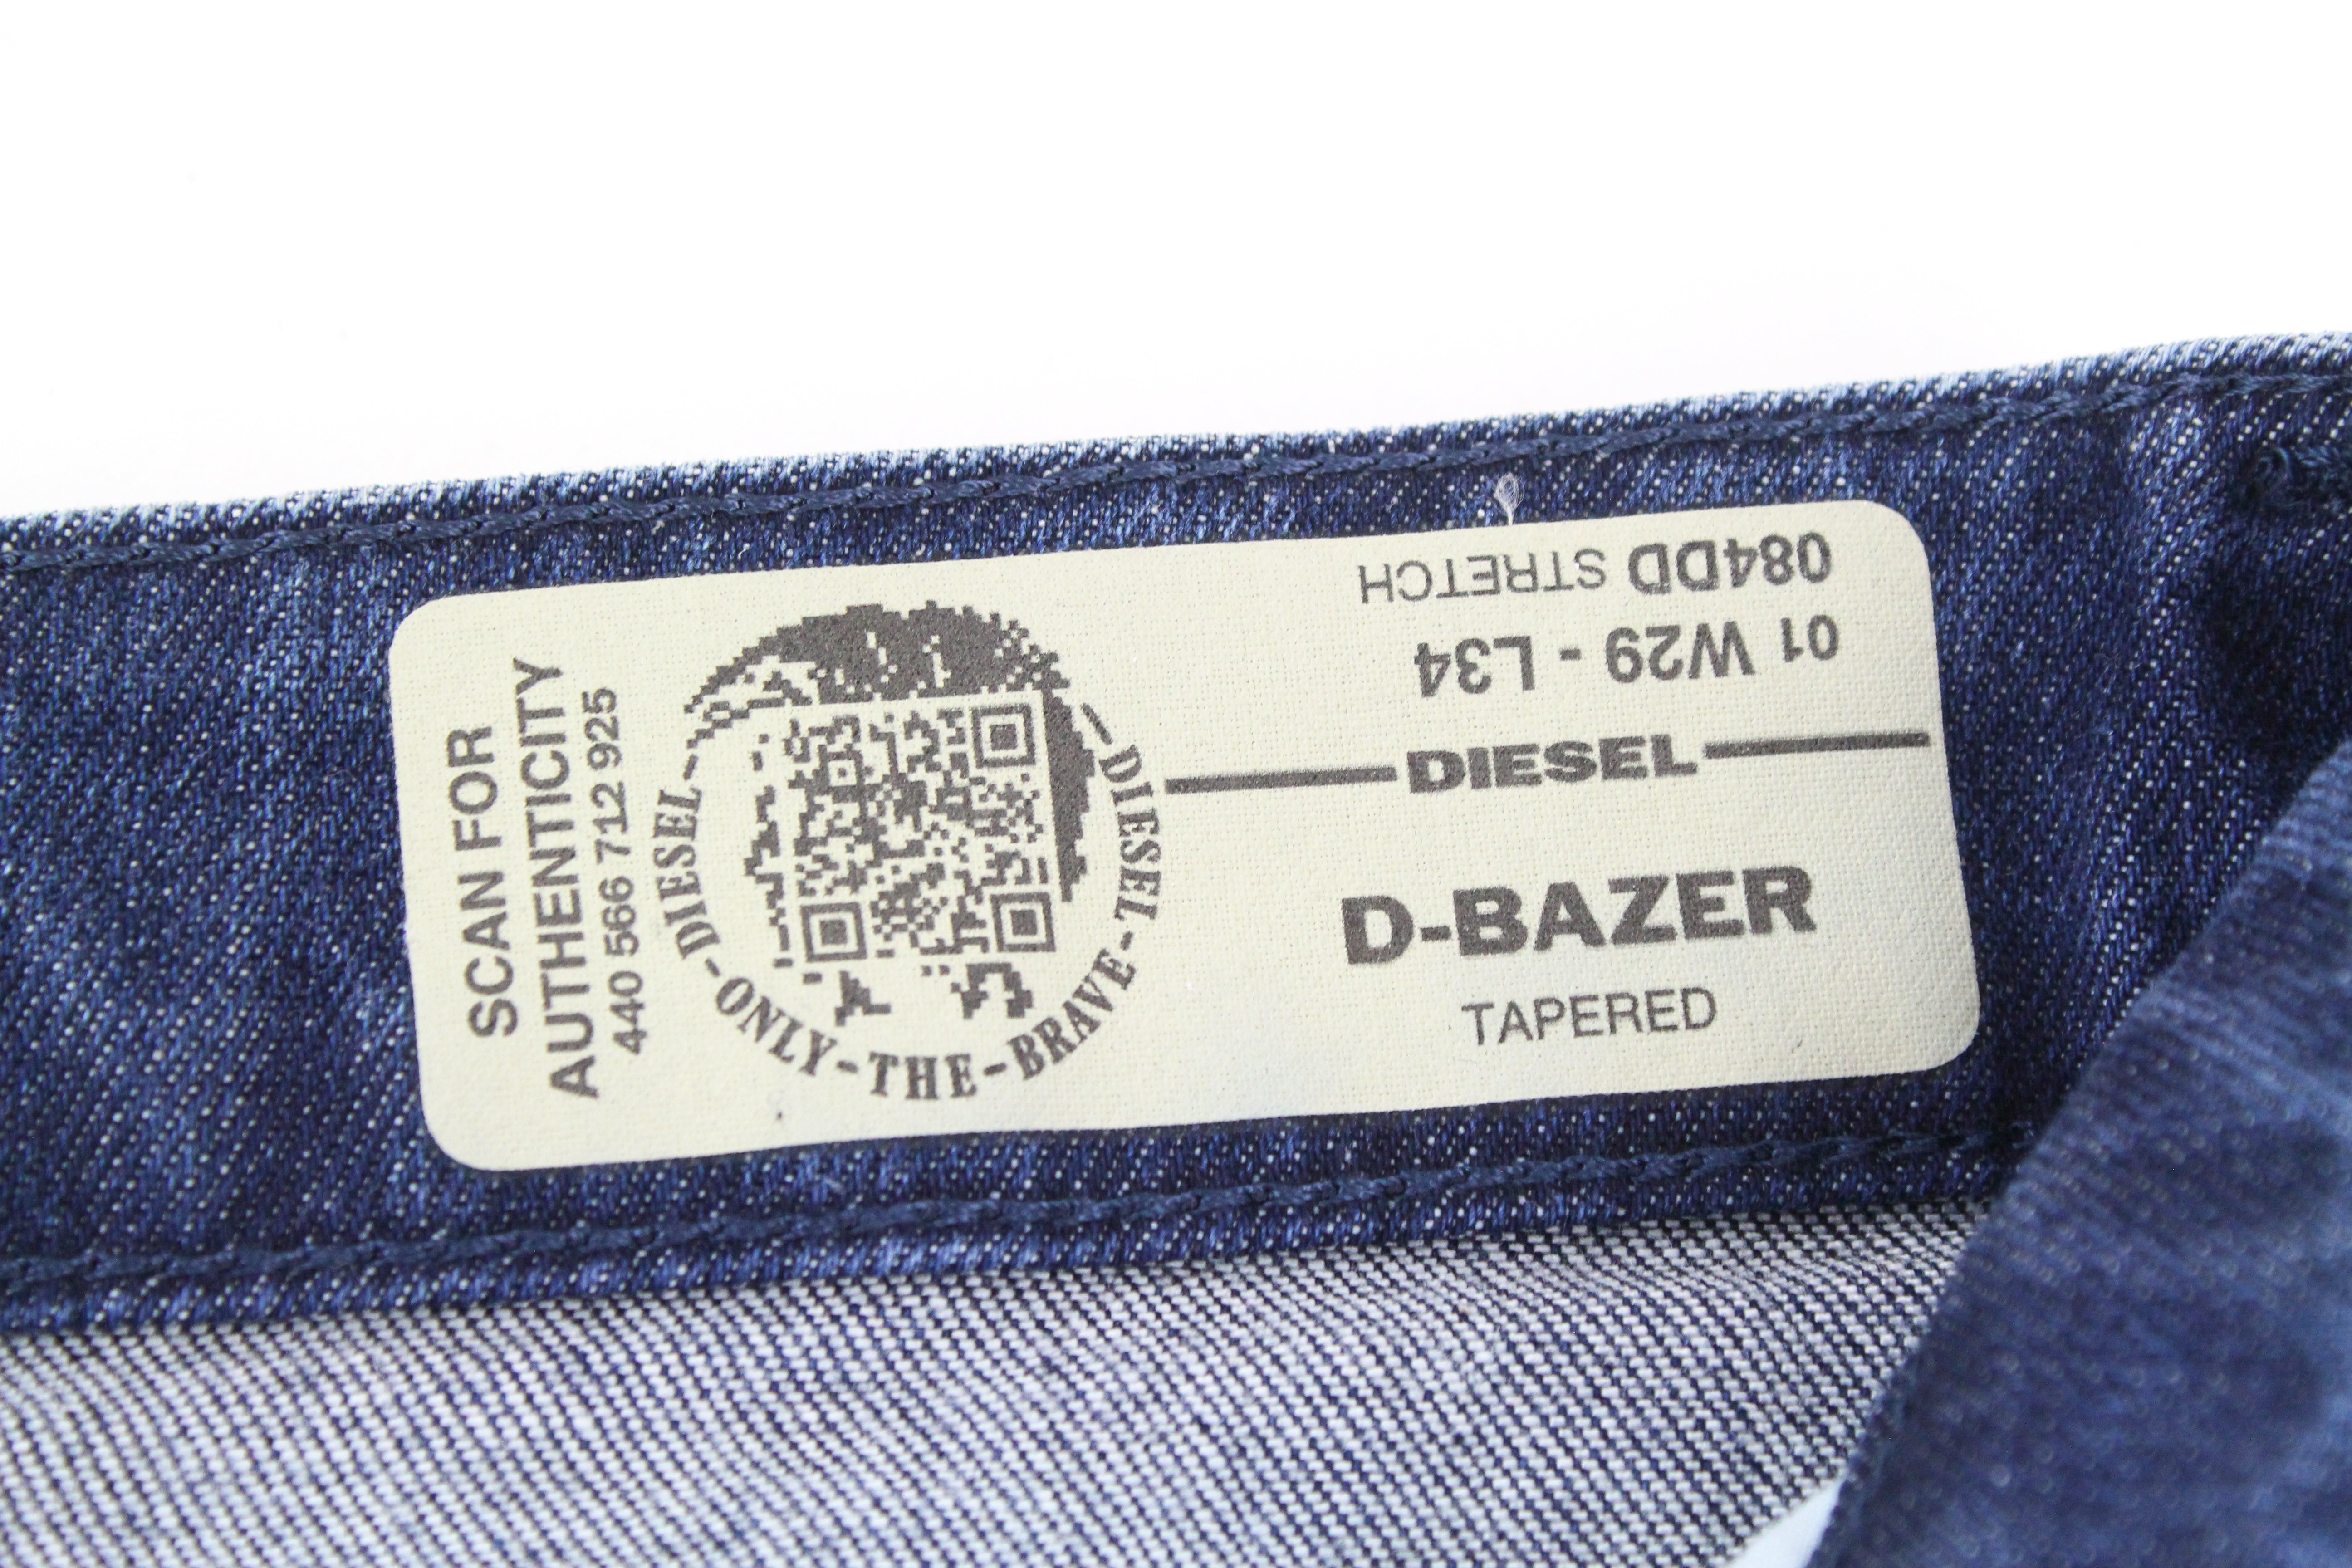 SCAN FOR
AUTHENTICITY
440 566 712 925
DIESEL-ONLY-THE-BRAVE-DIESEL
084DD STRETCH
01 W29 - L34
DIESEL
D-BAZER
TAPERED